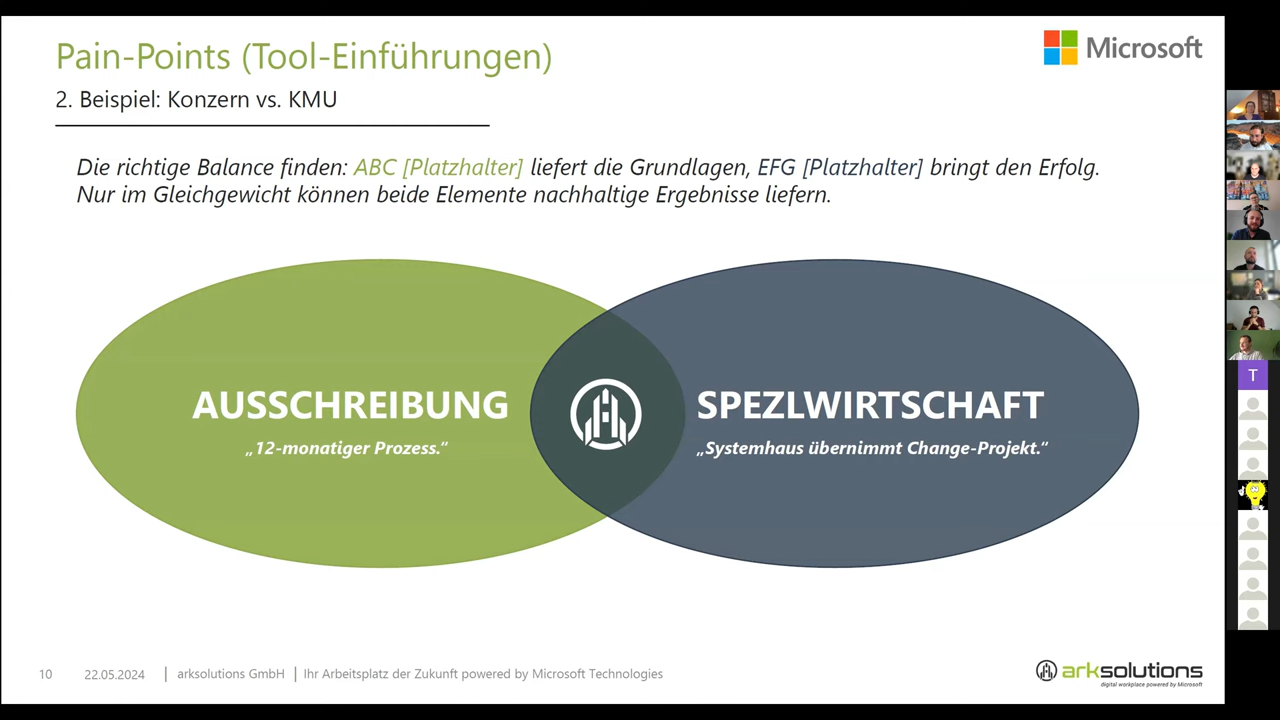 Pain-Points (Tool-Einführungen)
Microsoft
2. Beispiel: Konzern vs. KMU
Die richtige Balance finden: ABC [Platzhalter] liefert die Grundlagen, EFG [Platzhalter] bringt den Erfolg.
Nur im Gleichgewicht können beide Elemente nachhaltige Ergebnisse liefern.
AUSSCHREIBUNG
„12-monatiger Prozess.“
SPEZLWIRTSCHAFT
„Systemhaus übernimmt Change-Projekt.“
T
10 22.05.2024 | arksolutions GmbH | Ihr Arbeitsplatz der Zukunft powered by Microsoft Technologies
arksolutions
digital workplace powered by Microsoft